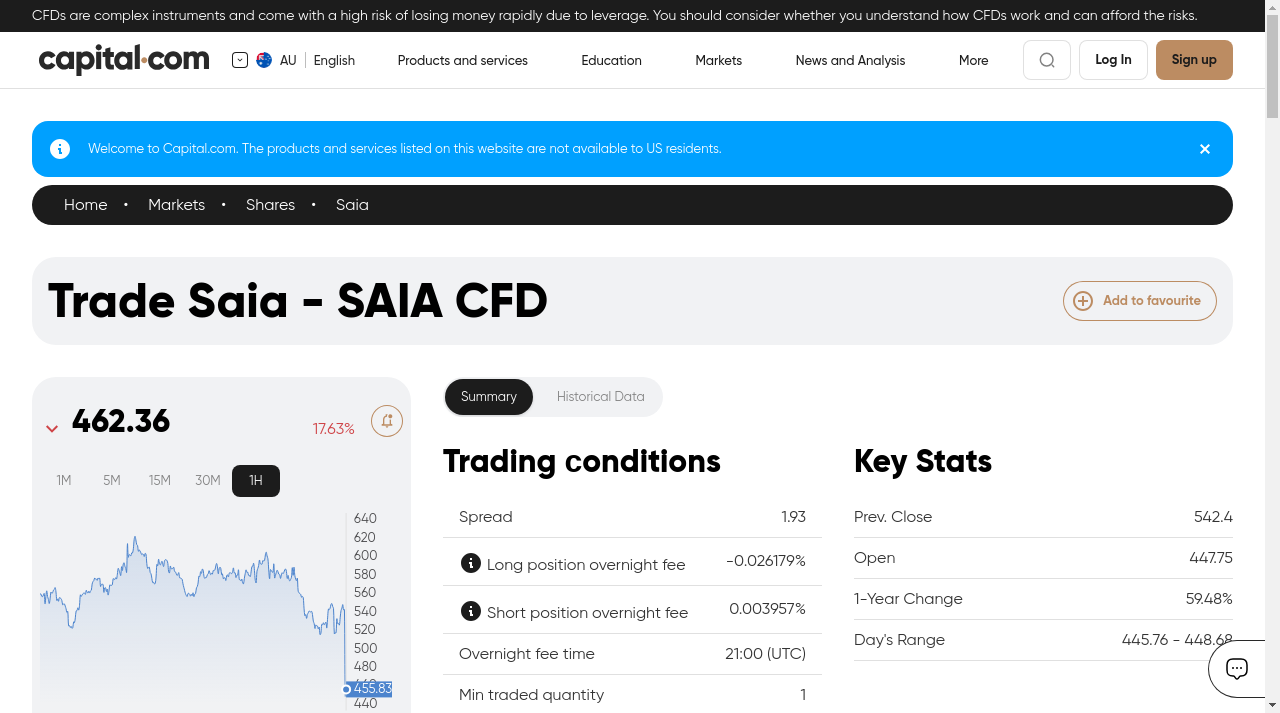 CFDs are complex instruments and come with a high risk of losing money rapidly due to leverage. You should consider whether you understand how CFDs work and can afford the risks.
capital.com AU English Products and services Education Markets News and Analysis More Log In Sign up
Welcome to Capital.com. The products and services listed on this website are not available to US residents.
Home • Markets • Shares • Saia
Trade Saia - SAIA CFD
Add to favourite
462.36 17.63%
1M 5M 15M 30M 1H
640
620
600
580
560
540
520
500
480
455.83
440
Summary Historical Data
Trading conditions
Spread 1.93
Long position overnight fee -0.026179%
Short position overnight fee 0.003957%
Overnight fee time 21:00 (UTC)
Min traded quantity 1
Key Stats
Prev. Close 542.4
Open 447.75
1-Year Change 59.48%
Day's Range 445.76 - 448.68